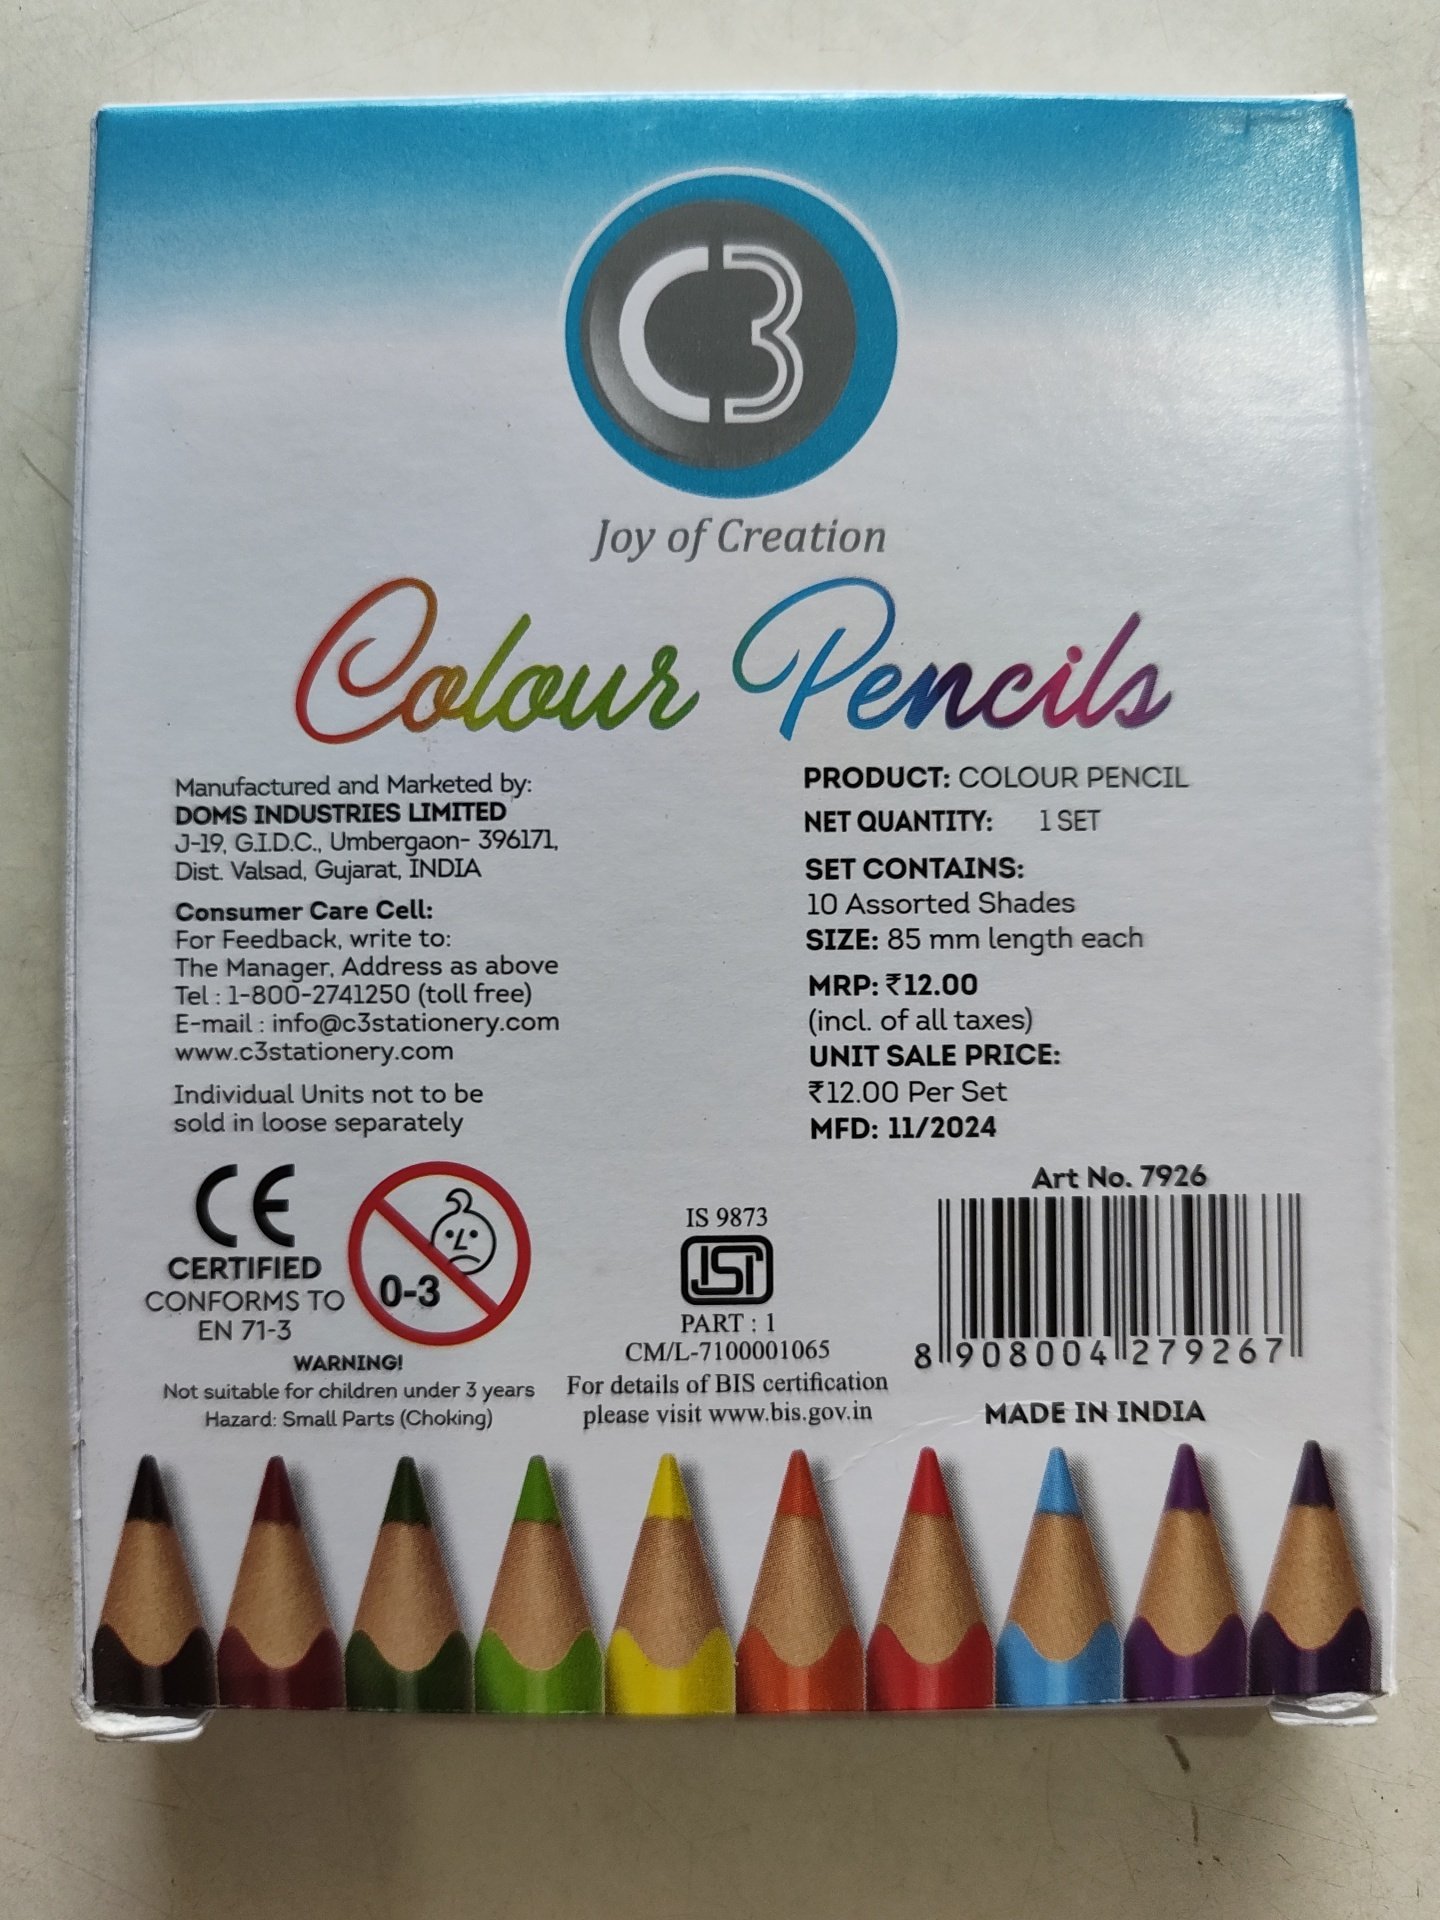 C3
Joy of Creation
Colour Pencils
Manufactured and Marketed by:
DOMS INDUSTRIES LIMITED
J-19, G.I.D.C., Umbergaon- 396171,
Dist. Valsad, Gujarat, INDIA
Consumer Care Cell:
For Feedback, write to:
The Manager, Address as above
Tel : 1-800-2741250 (toll free)
E-mail : info@c3stationery.com
www.c3stationery.com
Individual Units not to be
sold in loose separately
PRODUCT: COLOUR PENCIL
NET QUANTITY: 1 SET
SET CONTAINS:
10 Assorted Shades
SIZE: 85 mm length each
MRP: ₹12.00
(incl. of all taxes)
UNIT SALE PRICE:
₹12.00 Per Set
MFD: 11/2024
CE
CERTIFIED
CONFORMS TO
EN 71-3
0-3
WARNING!
Not suitable for children under 3 years
Hazard: Small Parts (Choking)
IS 9873
ISI
PART : 1
CM/L-7100001065
For details of BIS certification
please visit www.bis.gov.in
Art No. 7926
8 908004 279267
MADE IN INDIA